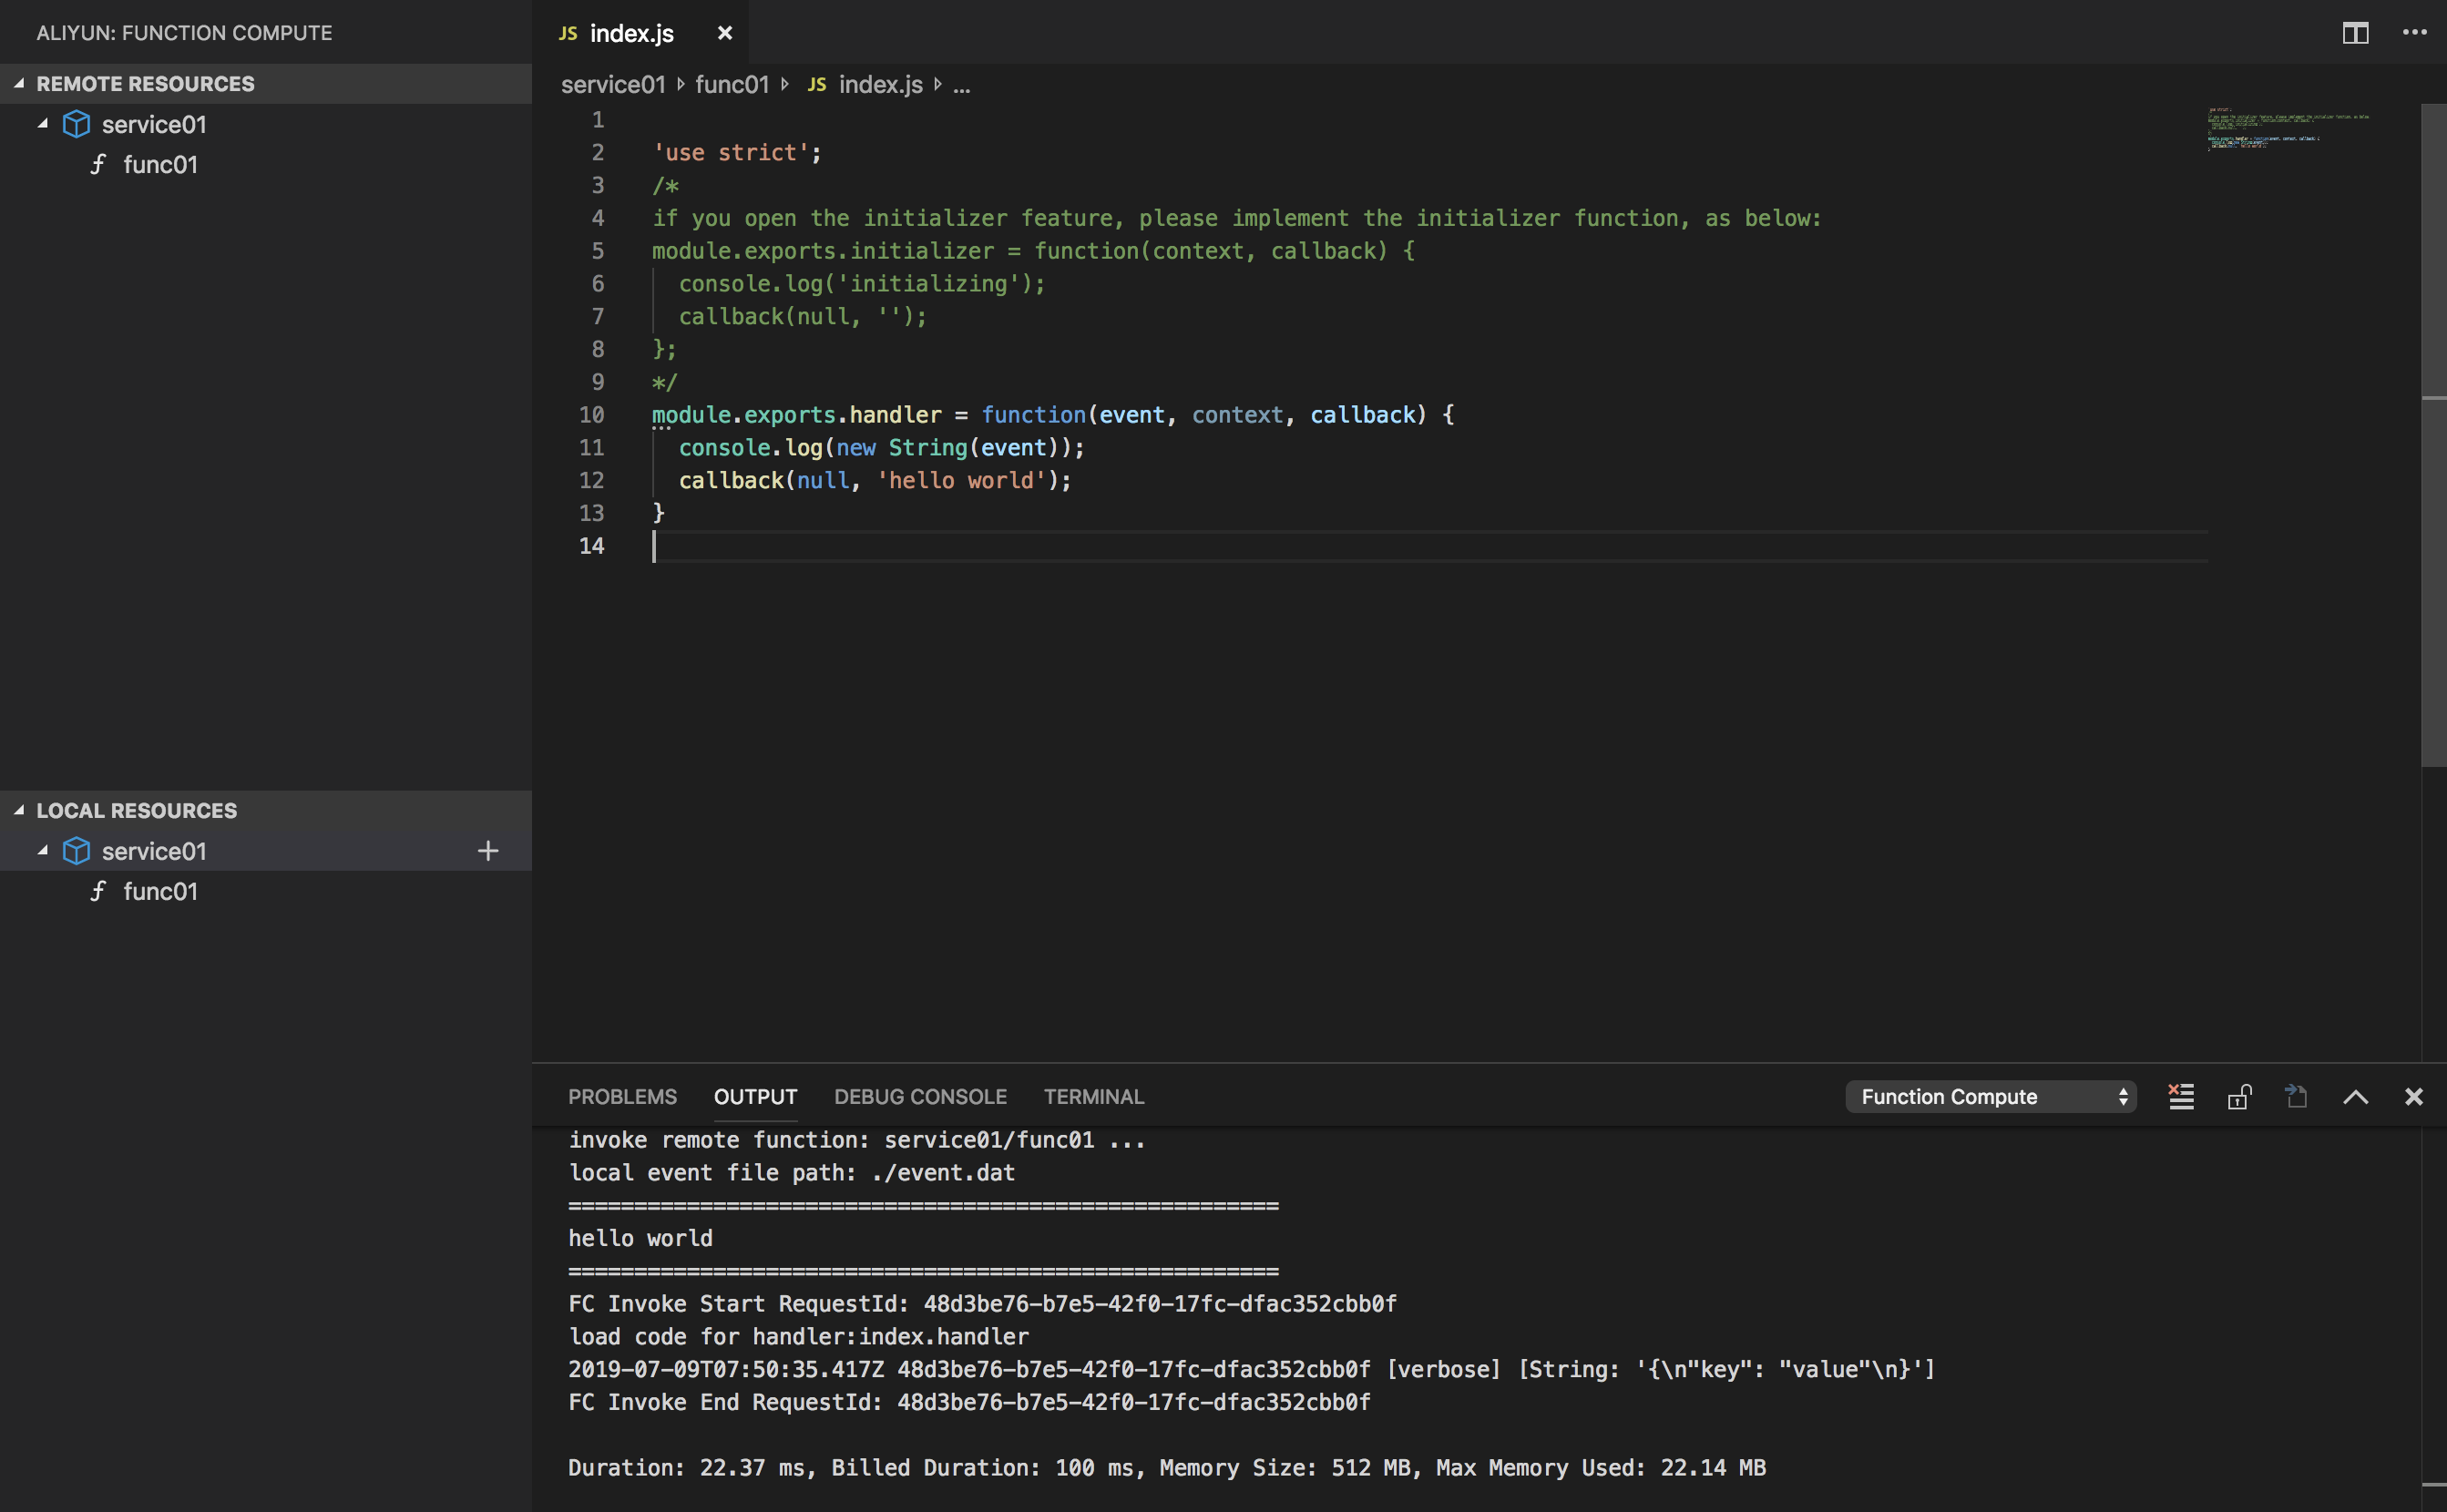 ALIYUN: FUNCTION COMPUTE
REMOTE RESOURCES
service01
func01
LOCAL RESOURCES
service01
func01
JS index.js
service01 func01 JS index.js ...
1
2 'use strict';
3 /*
4 if you open the initializer feature, please implement the initializer function, as below:
5 module.exports.initializer = function(context, callback) {
6 console.log('initializing');
7 callback(null, '');
8 };
9 */
10 module.exports.handler = function(event, context, callback) {
11 console.log(new String(event));
12 callback(null, 'hello world');
13 }
14
PROBLEMS OUTPUT DEBUG CONSOLE TERMINAL Function Compute
invoke remote function: service01/func01 ...
local event file path: ./event.dat
======================================================
hello world
======================================================
FC Invoke Start RequestId: 48d3be76-b7e5-42f0-17fc-dfac352cbb0f
load code for handler:index.handler
2019-07-09T07:50:35.417Z 48d3be76-b7e5-42f0-17fc-dfac352cbb0f [verbose] [String: '{\n"key": "value"\n}']
FC Invoke End RequestId: 48d3be76-b7e5-42f0-17fc-dfac352cbb0f
Duration: 22.37 ms, Billed Duration: 100 ms, Memory Size: 512 MB, Max Memory Used: 22.14 MB